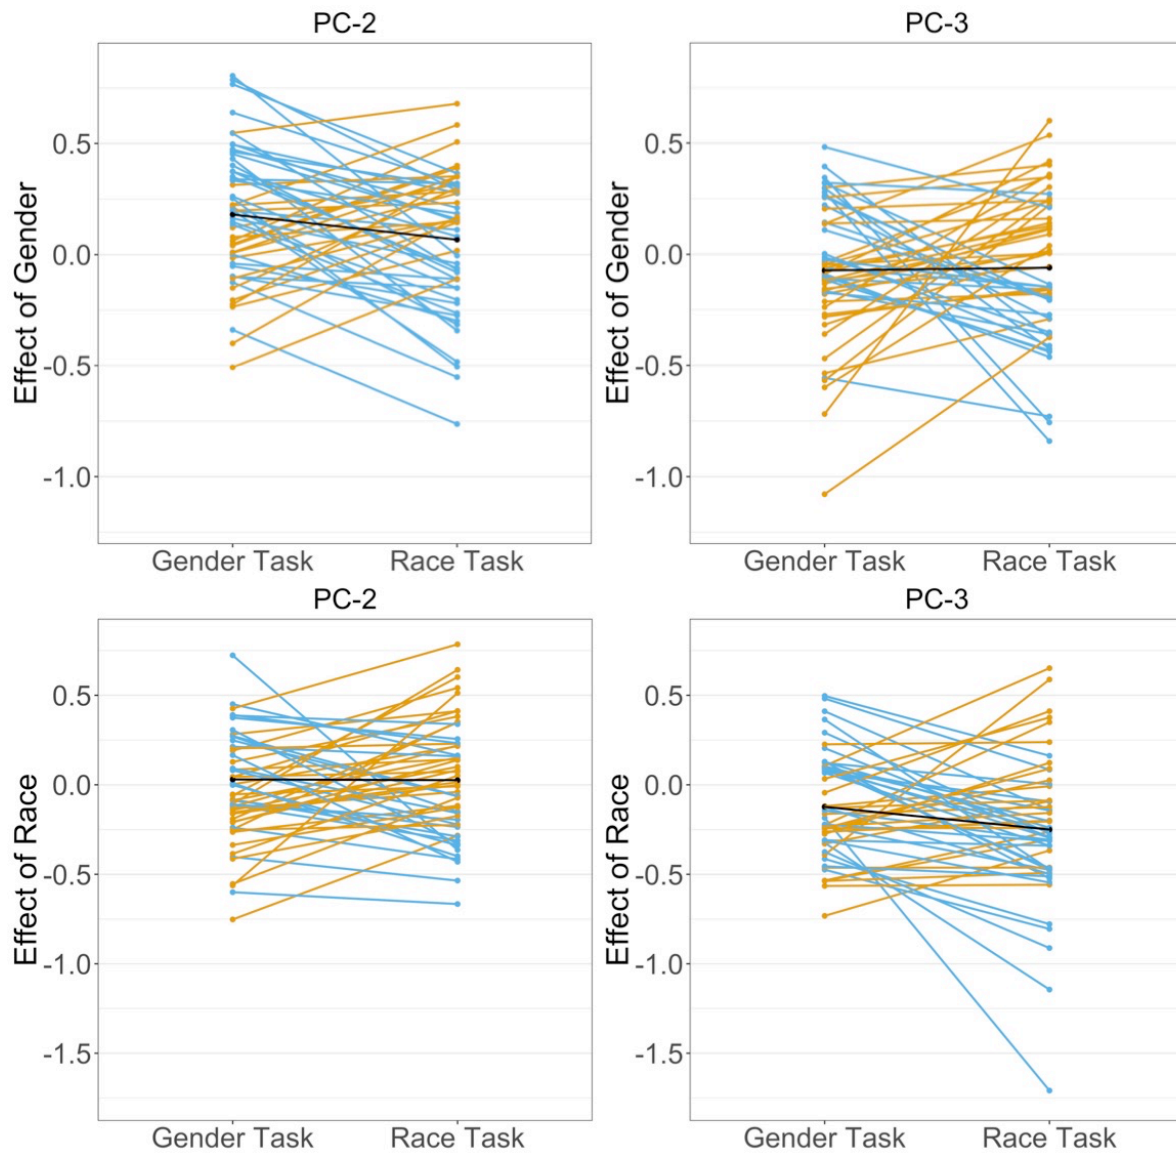 PC-2
PC-3
Effect of Gender
0.5
0.0
-0.5
-1.0
Gender Task
Race Task
Effect of Gender
0.5
0.0
-0.5
-1.0
Gender Task
Race Task
PC-2
PC-3
Effect of Race
0.5
0.0
-0.5
-1.0
-1.5
Gender Task
Race Task
Effect of Race
0.5
0.0
-0.5
-1.0
-1.5
Gender Task
Race Task